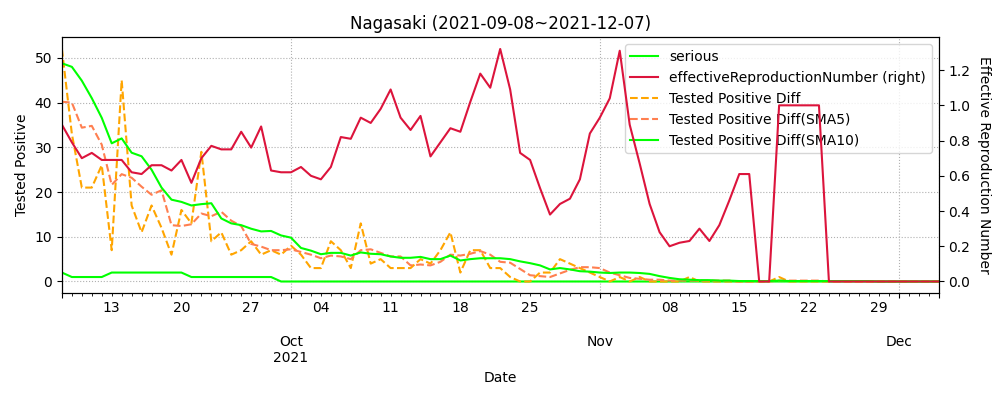 Nagasaki (2021-09-08~2021-12-07)
serious
effectiveReproductionNumber (right)
Tested Positive Diff
Tested Positive Diff(SMA5)
Tested Positive Diff(SMA10)
Tested Positive
50
40
30
20
10
0
Effective Reproduction Number
1.2
1.0
0.8
0.6
0.4
0.2
0.0
13 20 27 04 11 18 25 08 15 22 29
Oct Nov Dec
2021
Date